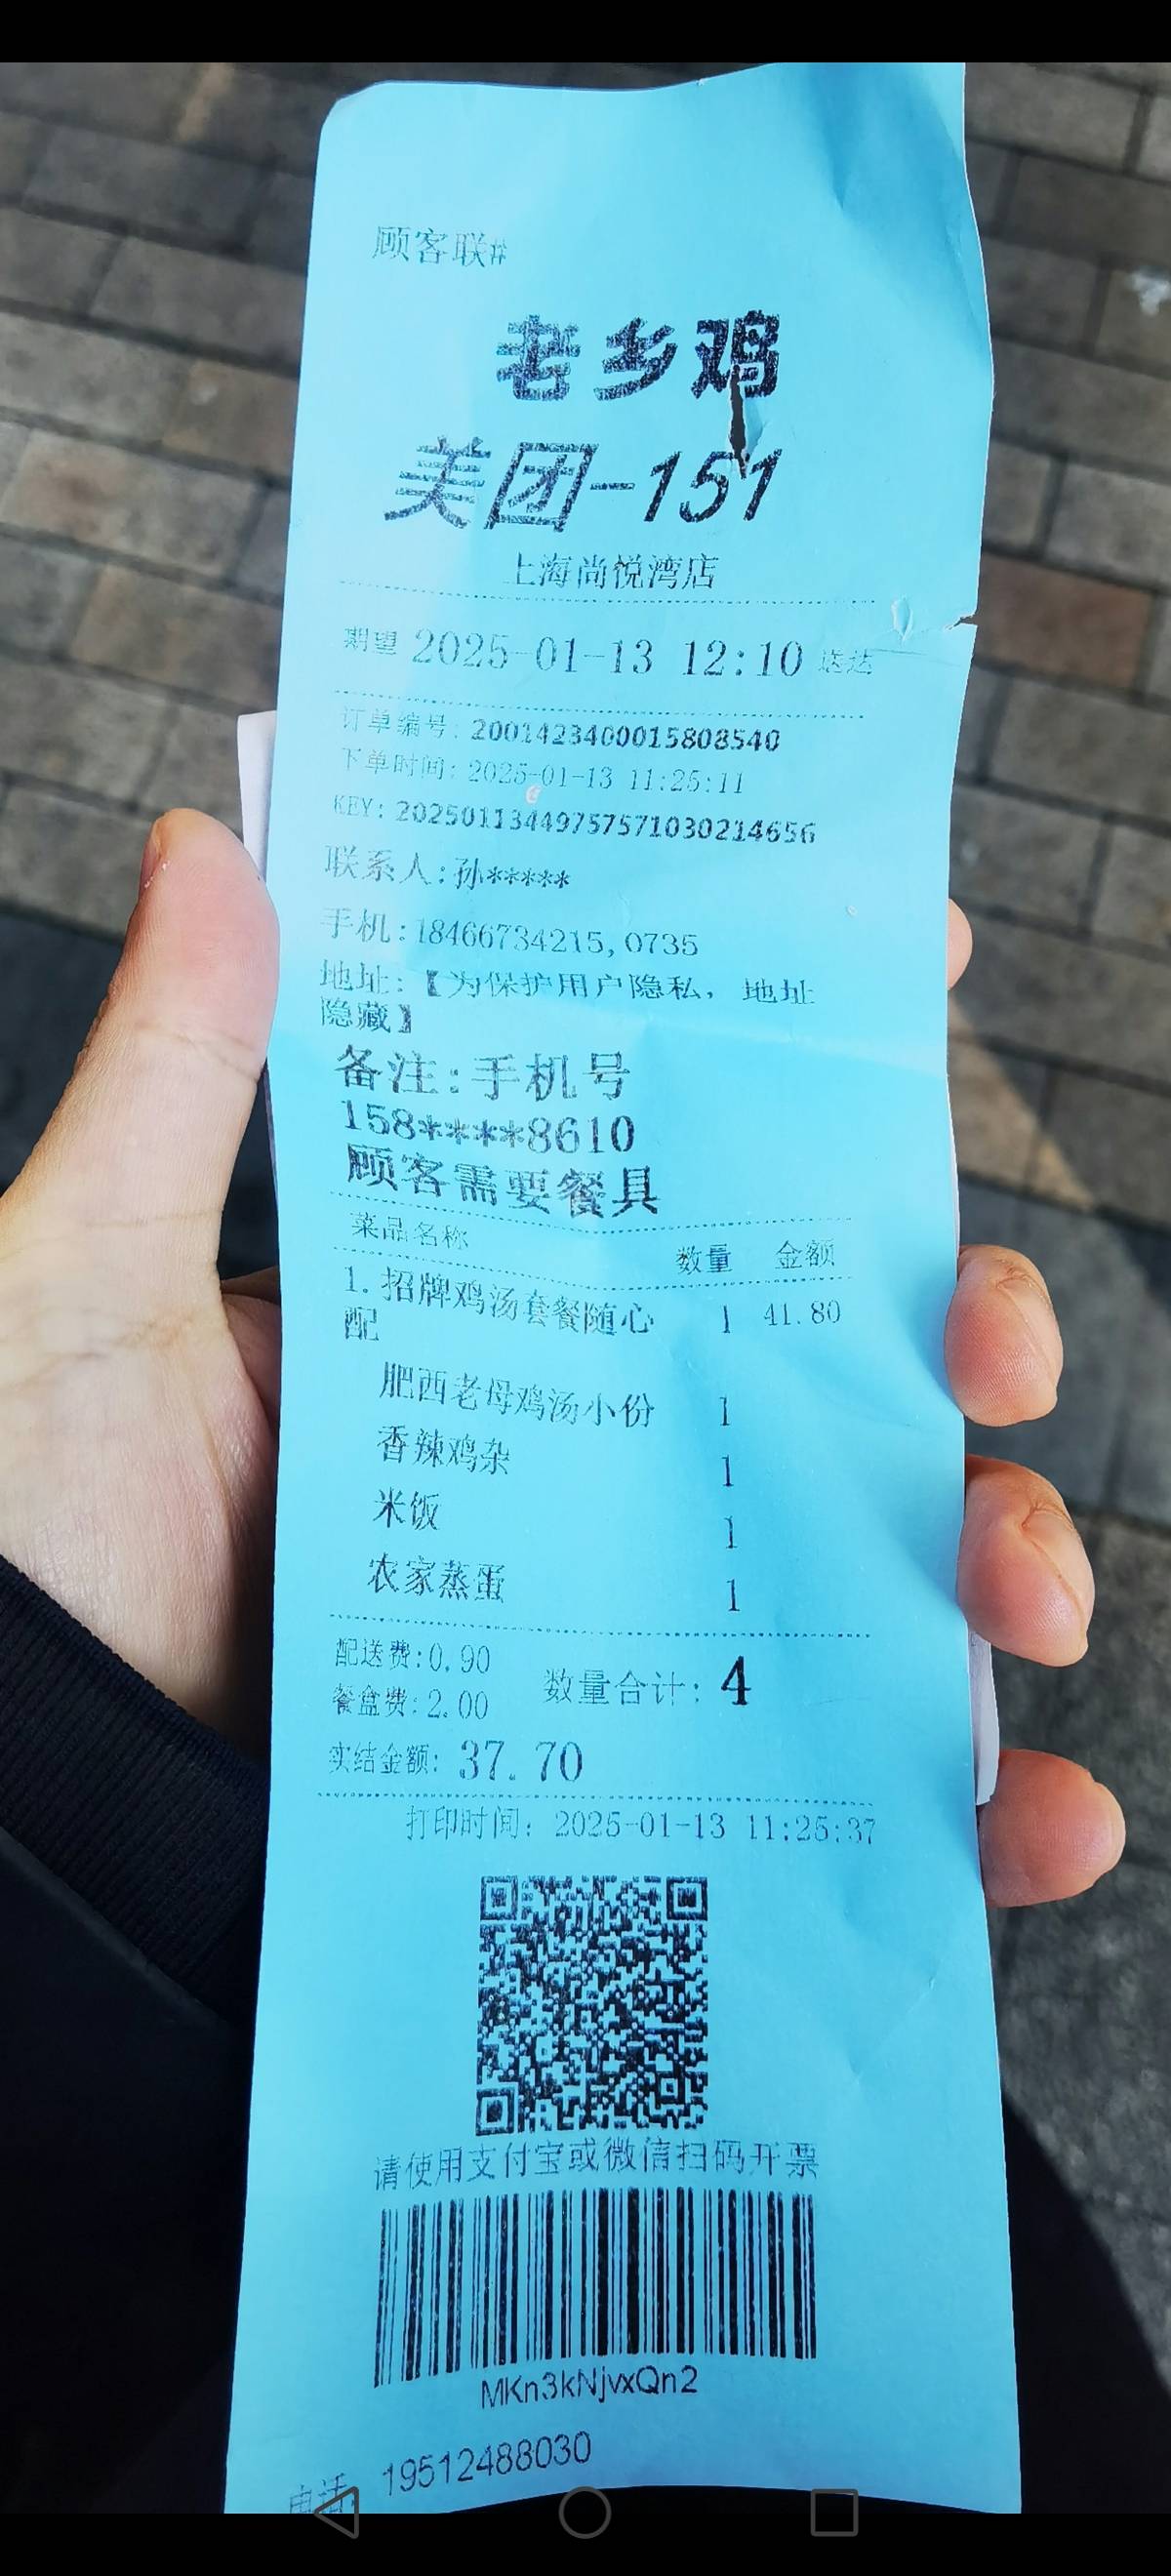 顾客联#
老乡鸡
美团-151
上海尚悦湾店
期望 2025-01-13 12:10 送达
订单编号: 2001423400015808540
下单时间: 2025-01-13 11:25:11
KEY: 2025011344975757103021​4656
联系人:孙*****
手机:18466734215,0735
地址:【为保护用户隐私, 地址
隐藏】
备注:手机号
158****8610
顾客需要餐具
菜品名称 数量 金额
1. 招牌鸡汤套餐随心 1 41.80
配
肥西老母鸡汤小份 1
香辣鸡杂 1
米饭 1
农家蒸蛋 1
配送费:0.90
餐盒费:2.00 数量合计: 4
实结金额: 37.70
打印时间: 2025-01-13 11:25:37
请使用支付宝或微信扫码开票
MKn3kNjvxQn2
电话: 19512488030